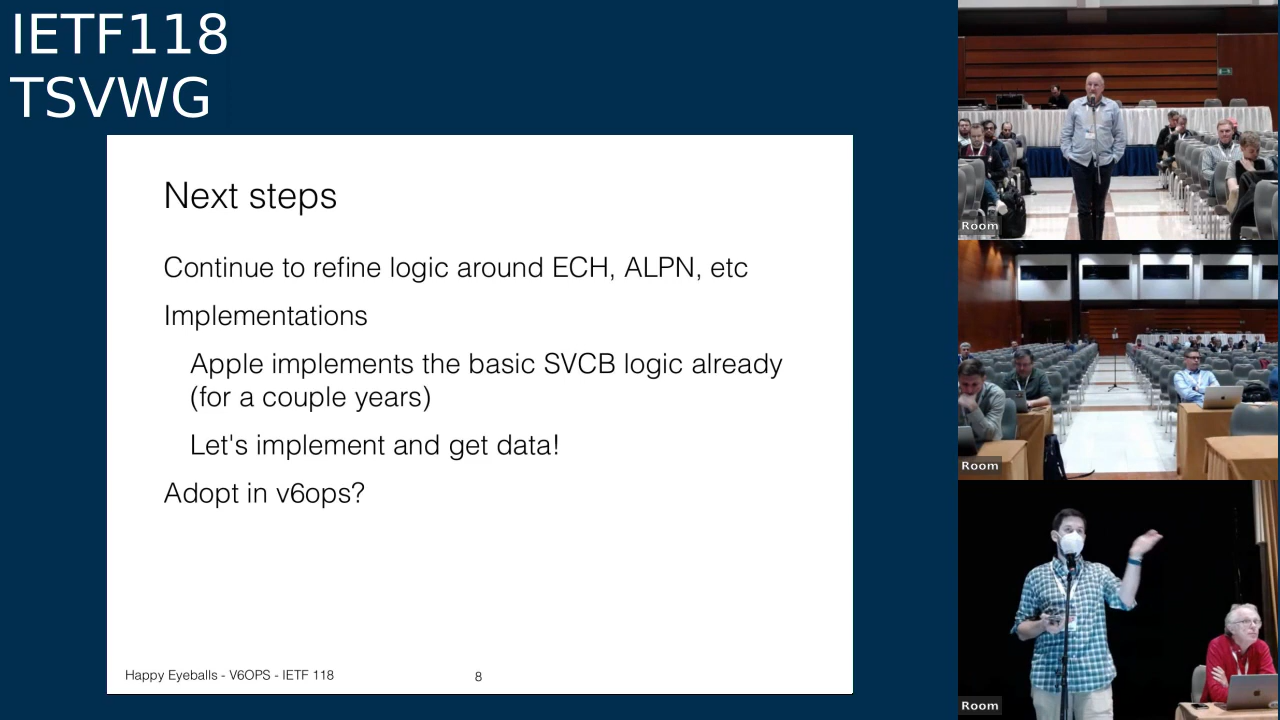 IETF118
TSVWG
Next steps
Continue to refine logic around ECH, ALPN, etc
Implementations
Apple implements the basic SVCB logic already
(for a couple years)
Let's implement and get data!
Adopt in v6ops?
Happy Eyeballs - V6OPS - IETF 118
8
Room
Room
Room